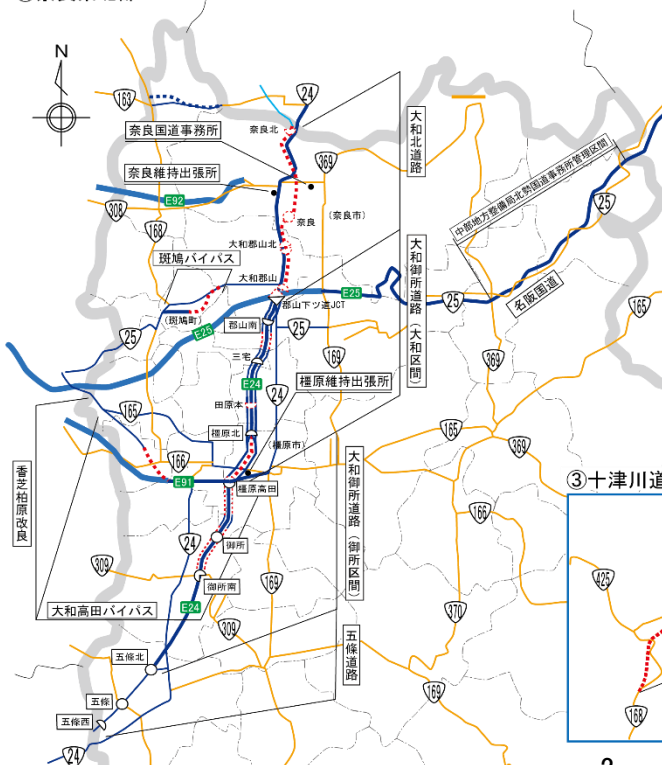 N
163
24
奈良北
奈良国道事務所
369
大和北道路
奈良維持出張所
中部地方整備局北勢国道事務所管理区間
E92
308
奈良
(奈良市)
25
168
大和郡山北
斑鳩バイパス
大和郡山
大和御所道路(大和区間)
郡山下ツ道JCT
E25
25
名阪国道
165
(斑鳩町)
E25
郡山南
25
25
三宅
169
369
E24
橿原維持出張所
24
田原本
165
橿原北
(橿原市)
165
369
166
大和御所道路(御所区間)
③十津川道
香芝柏原改良
E91
橿原高田
166
24
御所
425
309
御所南
169
大和高田バイパス
E24
309
370
五條道路
五條北
169
五條
168
五條西
24